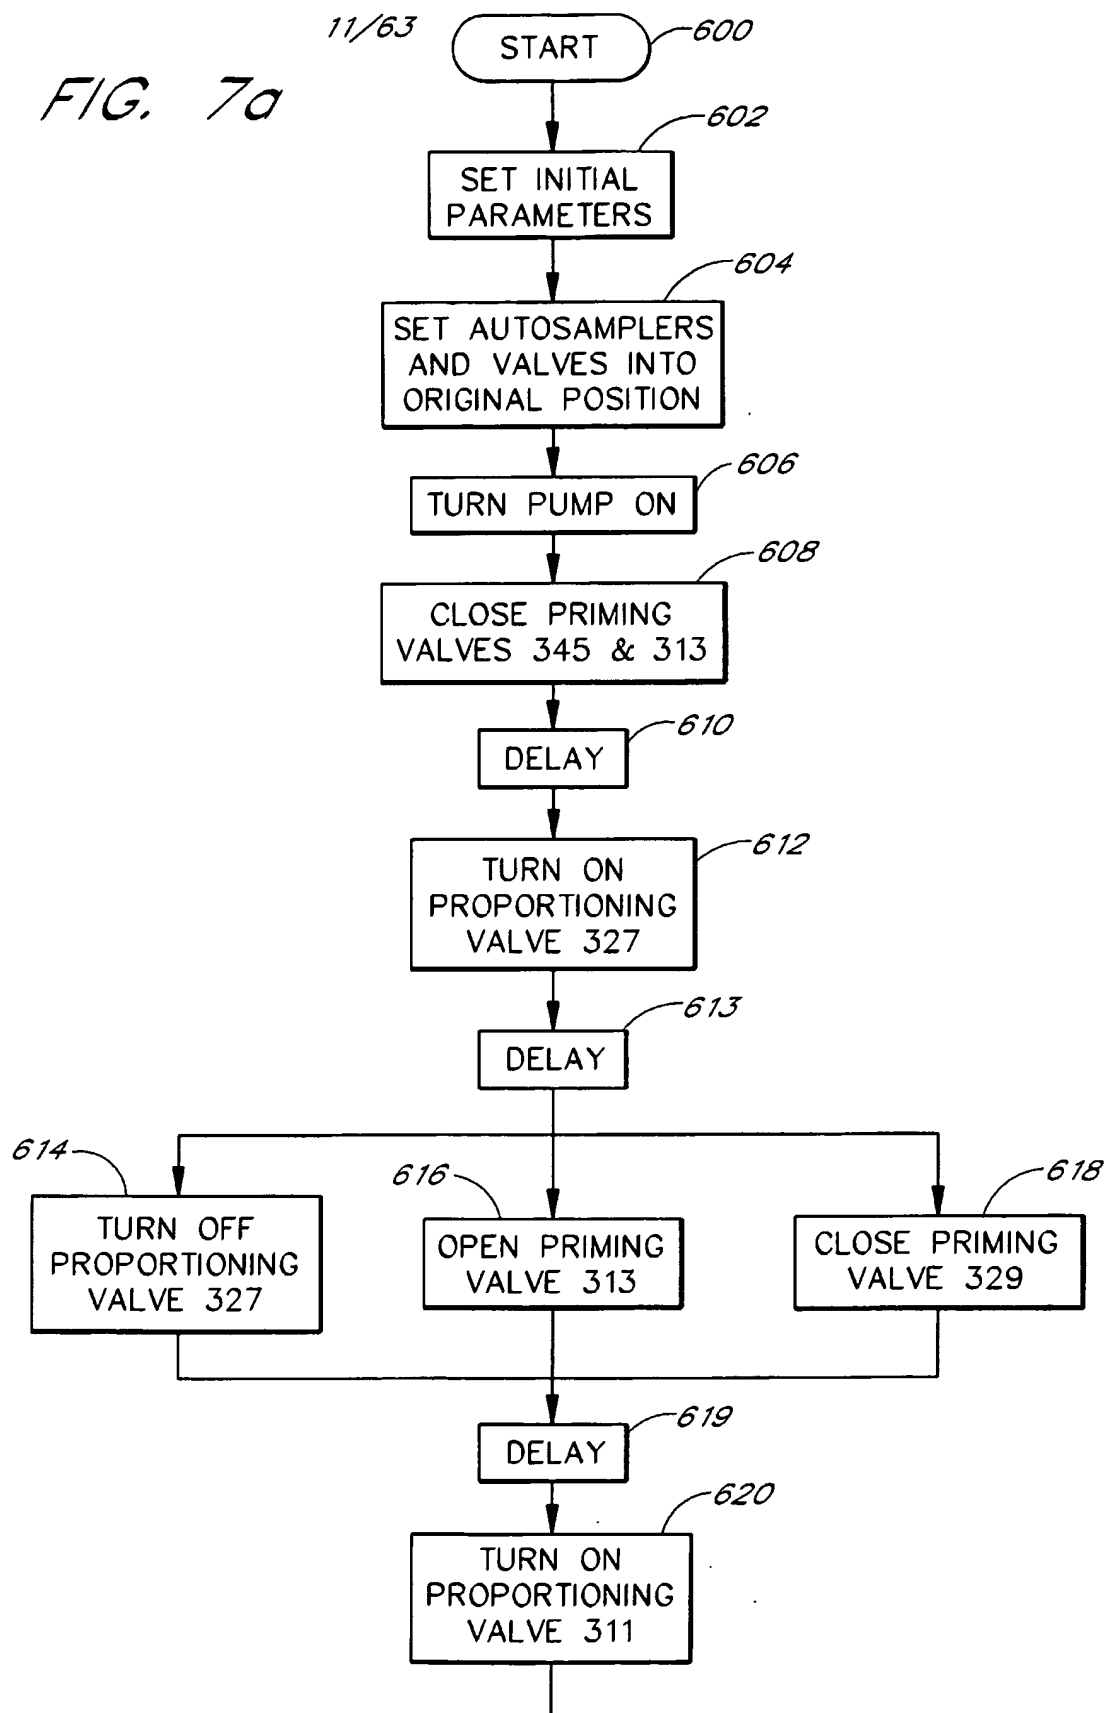 11/63
START
600
FIG. 7a
602
SET INITIAL
PARAMETERS
604
SET AUTOSAMPLERS
AND VALVES INTO
ORIGINAL POSITION
606
TURN PUMP ON
608
CLOSE PRIMING
VALVES 345 & 313
610
DELAY
612
TURN ON
PROPORTIONING
VALVE 327
613
DELAY
614
TURN OFF
PROPORTIONING
VALVE 327
616
OPEN PRIMING
VALVE 313
618
CLOSE PRIMING
VALVE 329
619
DELAY
620
TURN ON
PROPORTIONING
VALVE 311